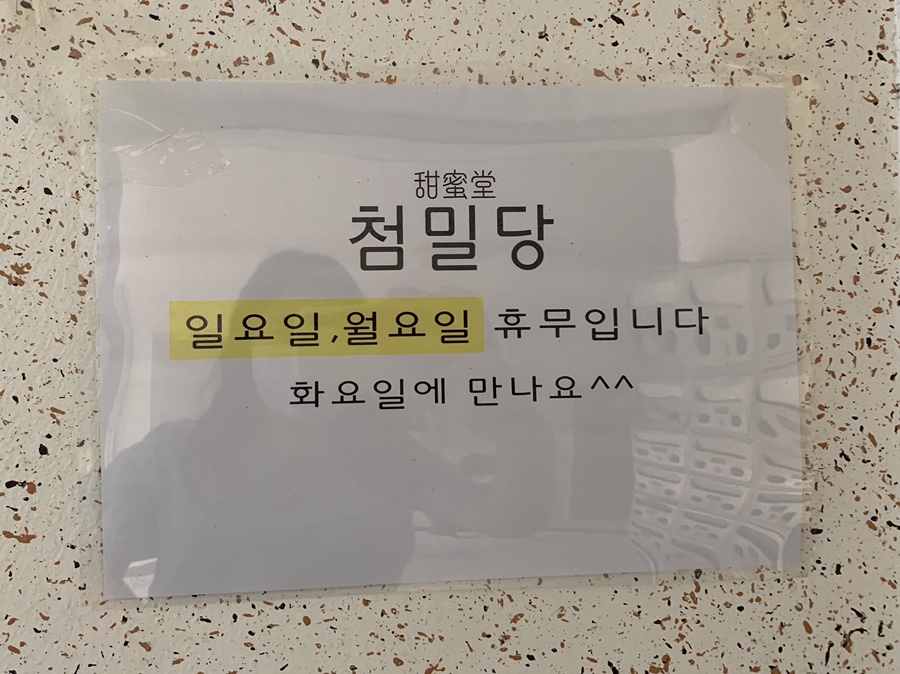 甜蜜堂
첨밀당
일요일,월요일 휴무입니다
화요일에 만나요^^